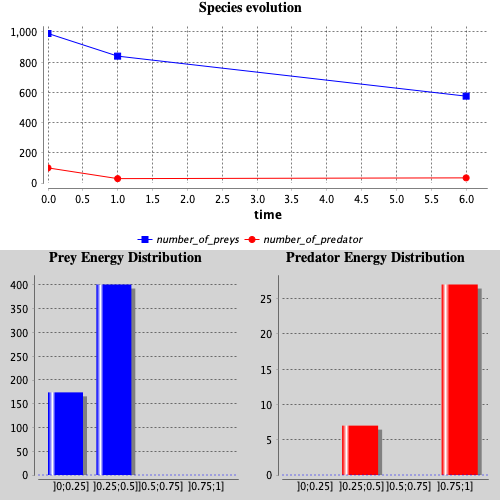 Species evolution
1,000
800
600
400
200
0
0.0 0.5 1.0 1.5 2.0 2.5 3.0 3.5 4.0 4.5 5.0 5.5 6.0
time
number_of_preys number_of_predator
Prey Energy Distribution
400
350
300
250
200
150
100
50
0
]0;0.25] ]0.25;0.5]]0.5;0.75] ]0.75;1]
Predator Energy Distribution
25
20
15
10
5
0
]0;0.25] ]0.25;0.5]]0.5;0.75] ]0.75;1]